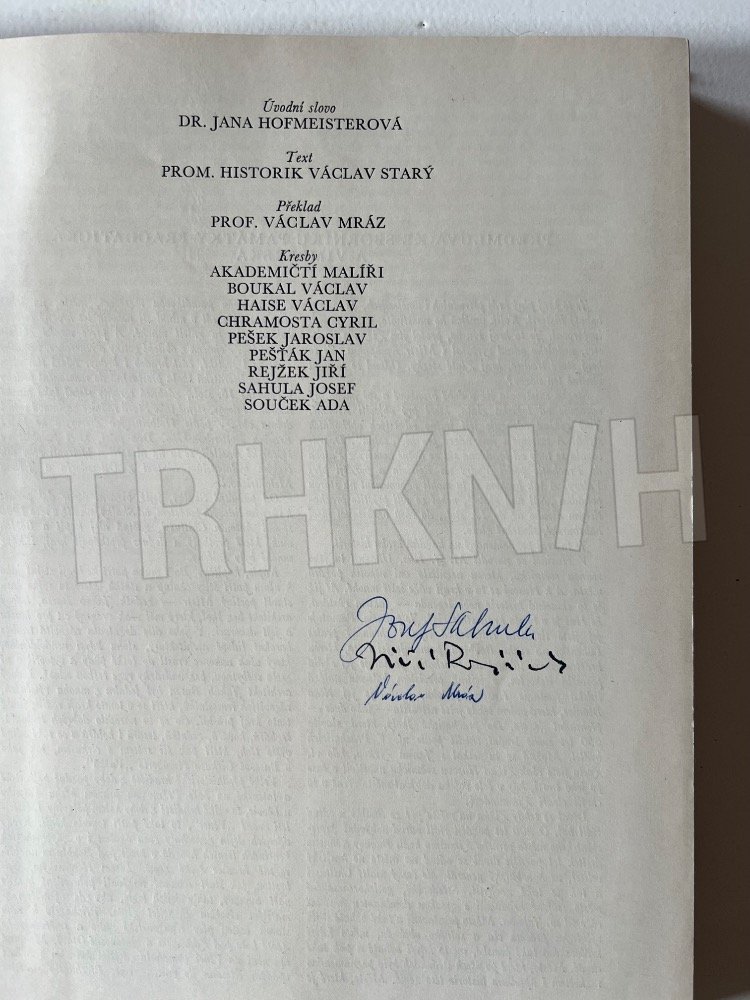 Úvodní slovo
DR. JANA HOFMEISTEROVÁ
Text
PROM. HISTORIK VÁCLAV STARÝ
Překlad
PROF. VÁCLAV MRÁZ
Kresby
AKADEMIČTÍ MALÍŘI
BOUKAL VÁCLAV
HAISE VÁCLAV
CHRAMOSTA CYRIL
PEŠEK JAROSLAV
PEŠŤÁK JAN
REJŽEK JIŘÍ
SAHULA JOSEF
SOUČEK ADA
TRHKNIH
Josef Sahula
Jiří Rejžek
Václav Mráz